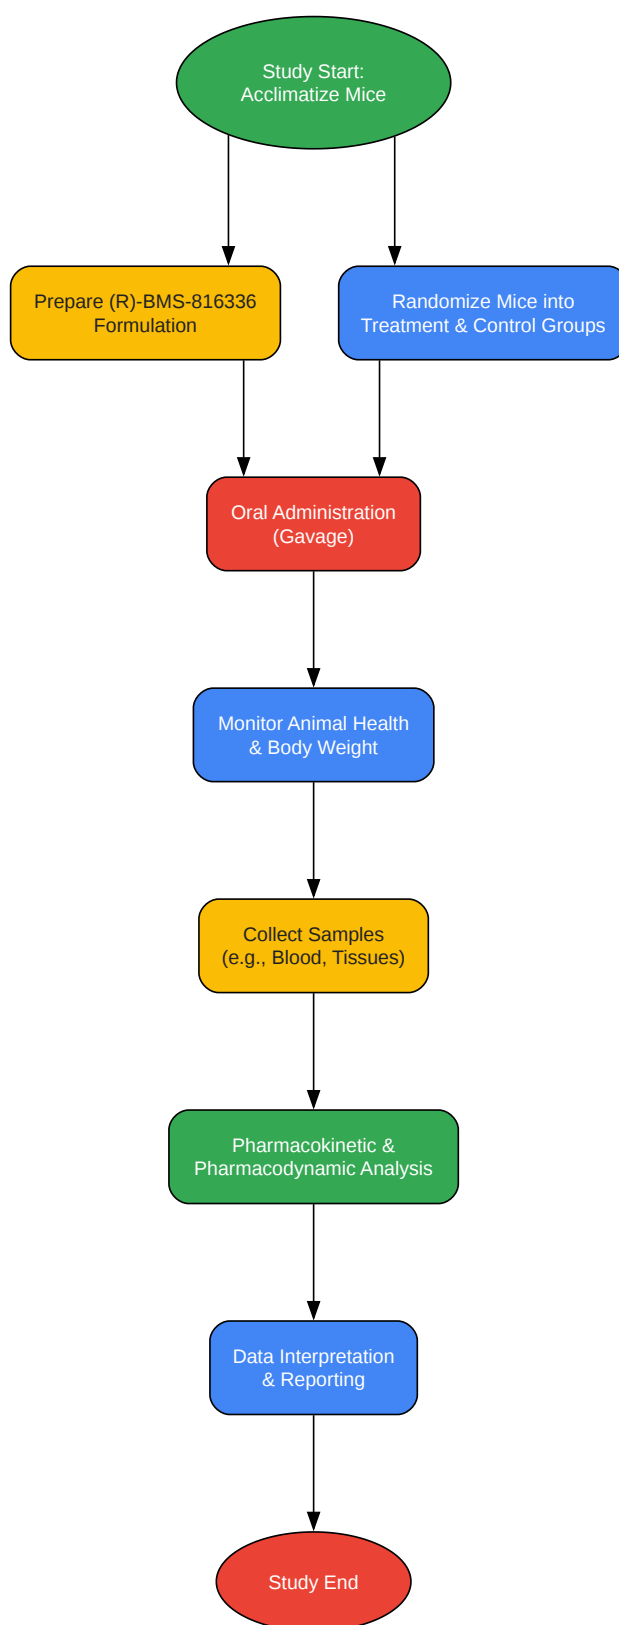 Study Start:
Acclimatize Mice
Prepare (R)-BMS-816336
Formulation
Randomize Mice into
Treatment & Control Groups
Oral Administration
(Gavage)
Monitor Animal Health
& Body Weight
Collect Samples
(e.g., Blood, Tissues)
Pharmacokinetic &
Pharmacodynamic Analysis
Data Interpretation
& Reporting
Study End